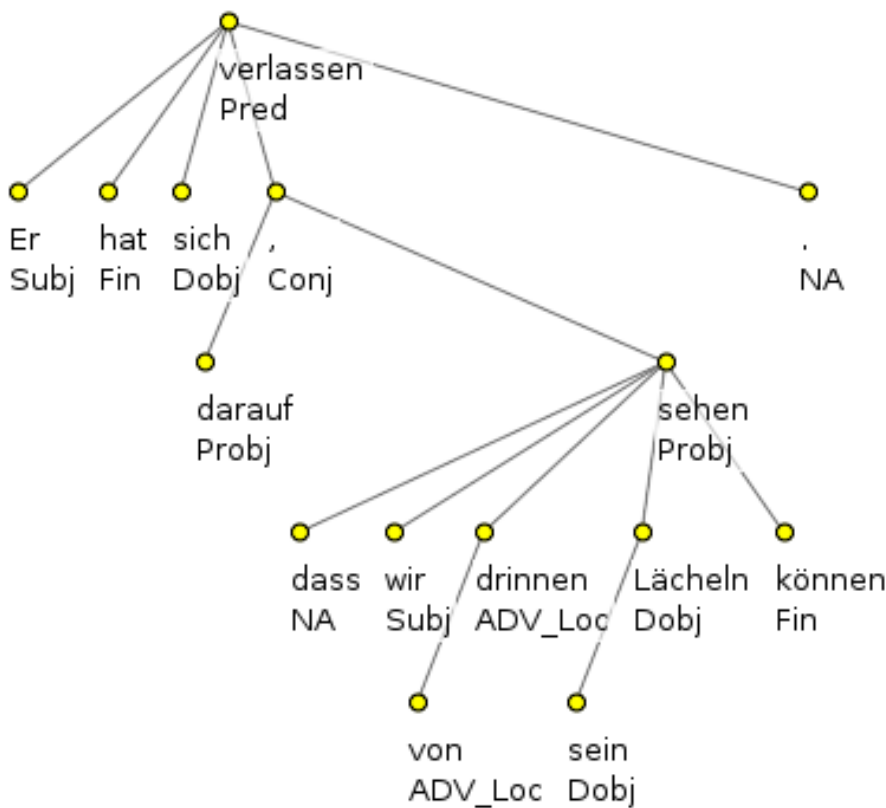 verlassen
Pred
Er hat sich , .
Subj Fin Dobj Conj NA
darauf sehen
Probj Probj
dass wir drinnen Lächeln können
NA Subj ADV_Loc Dobj Fin
von sein
ADV_Loc Dobj